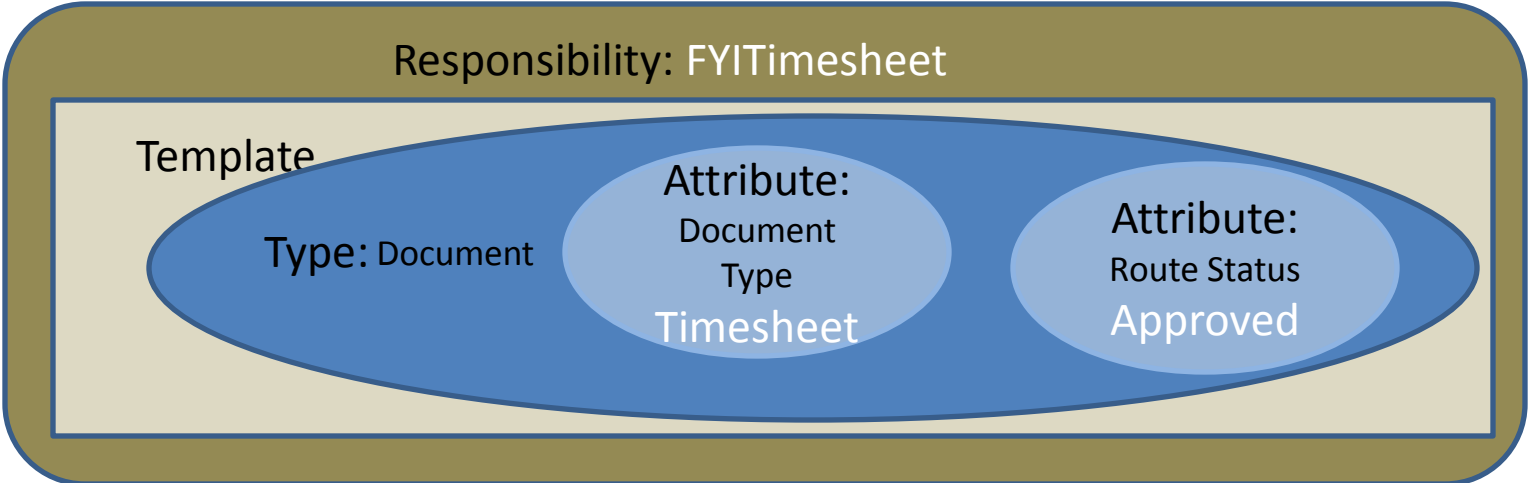 Responsibility: FYITimesheet
Template
Type: Document
Attribute:
Document
Type
Timesheet
Attribute:
Route Status
Approved